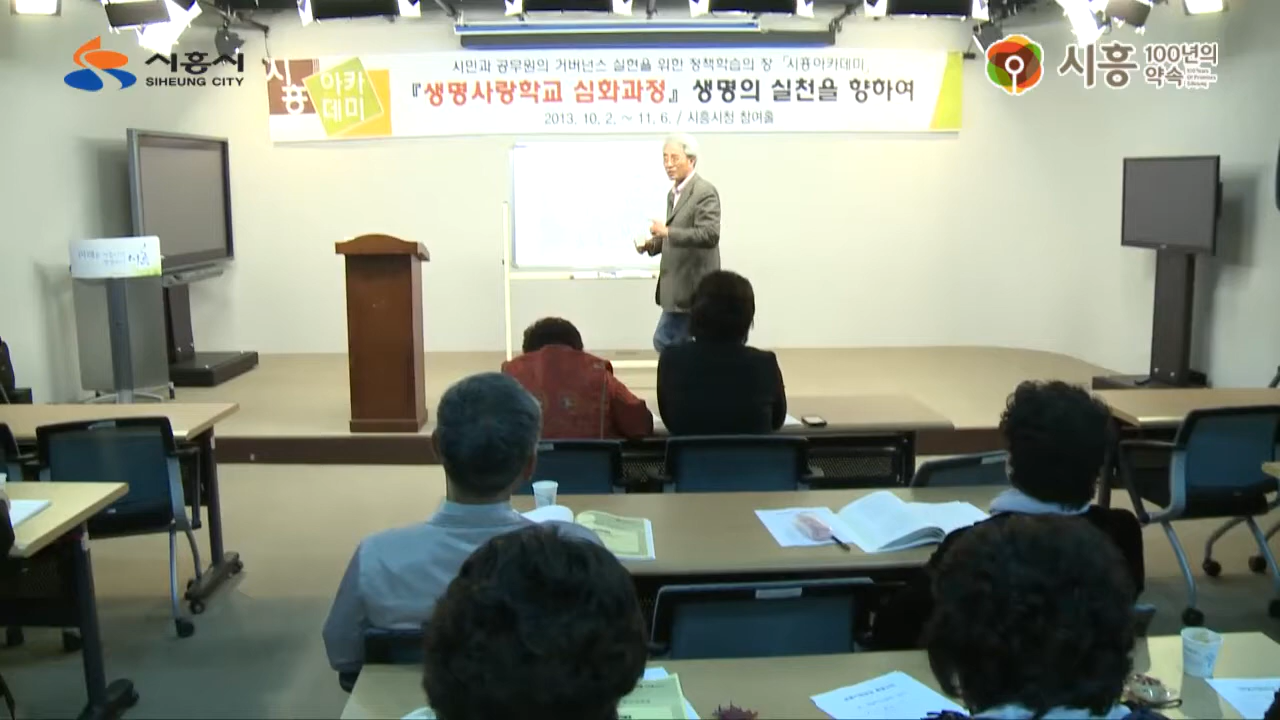 시흥시
SIHEUNG CITY
시흥 100년의 약속
시흥 아카데미
시민과 공무원의 거버넌스 실현을 위한 정책학습의 장 「시흥아카데미」
『생명사랑학교 심화과정』 생명의 실천을 향하여
2013. 10. 2. ~ 11. 6. / 시흥시청 참여홀